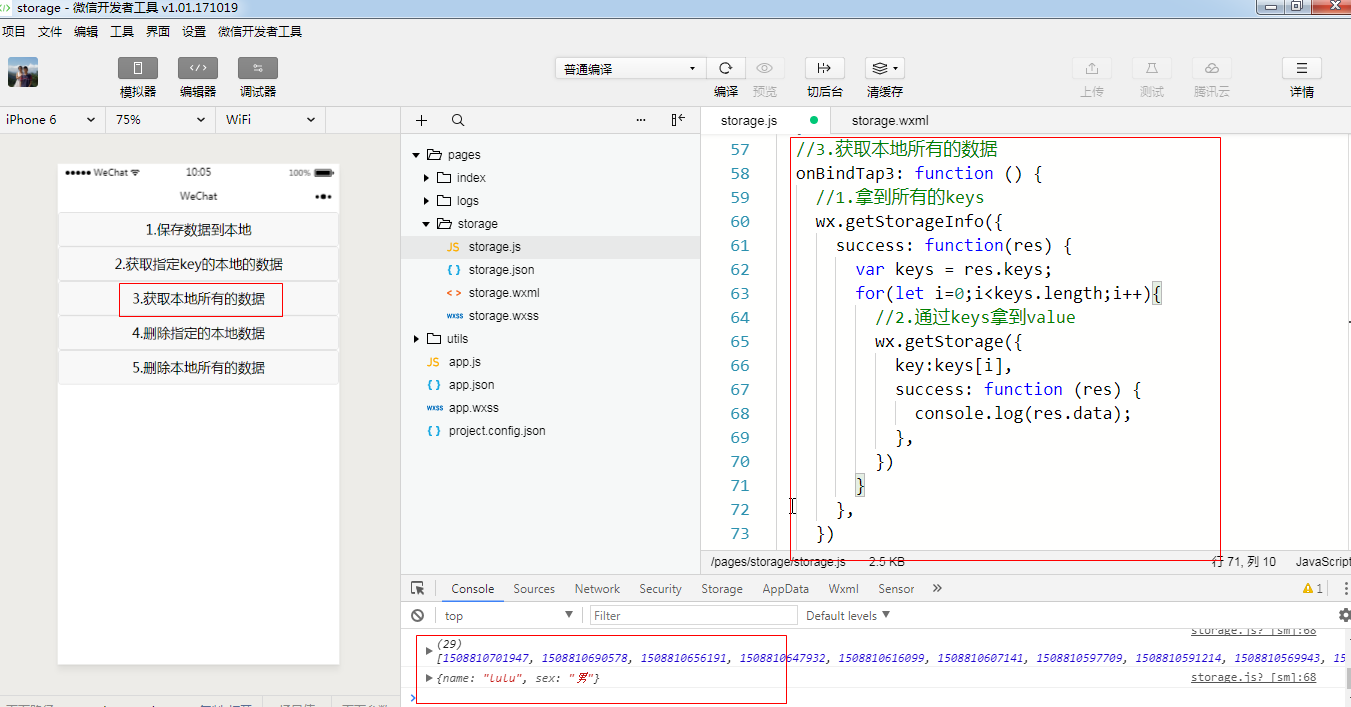 storage - 微信开发者工具 v1.01.171019
项目 文件 编辑 工具 界面 设置 微信开发者工具
模拟器 编辑器 调试器
普通编译
编译 预览 切后台 清缓存
上传 测试 腾讯云 详情
iPhone 6 75% WiFi
WeChat 10:05 100%
WeChat
1.保存数据到本地
2.获取指定key的本地的数据
3.获取本地所有的数据
4.删除指定的本地数据
5.删除本地所有的数据
pages
index
logs
storage
JS storage.js
{ } storage.json
< > storage.wxml
wxss storage.wxss
utils
JS app.js
{ } app.json
wxss app.wxss
{ } project.config.json
storage.js storage.wxml
57 //3.获取本地所有的数据
58 onBindTap3: function () {
59 //1.拿到所有的keys
60 wx.getStorageInfo({
61 success: function(res) {
62 var keys = res.keys;
63 for(let i=0;i<keys.length;i++){
64 //2.通过keys拿到value
65 wx.getStorage({
66 key:keys[i],
67 success: function (res) {
68 console.log(res.data);
69 },
70 })
71 }
72 },
73 })
/pages/storage/storage.js 2.5 KB 行 71, 列 10 JavaScript
Console Sources Network Security Storage AppData Wxml Sensor » 1
top Filter Default levels
storage.js? [sm]:68
(29)
[1508810701947, 1508810690578, 1508810656191, 1508810647932, 1508810616099, 1508810607141, 1508810597709, 1508810591214, 1508810569943, 15
{name: "lulu", sex: "男"} storage.js? [sm]:68